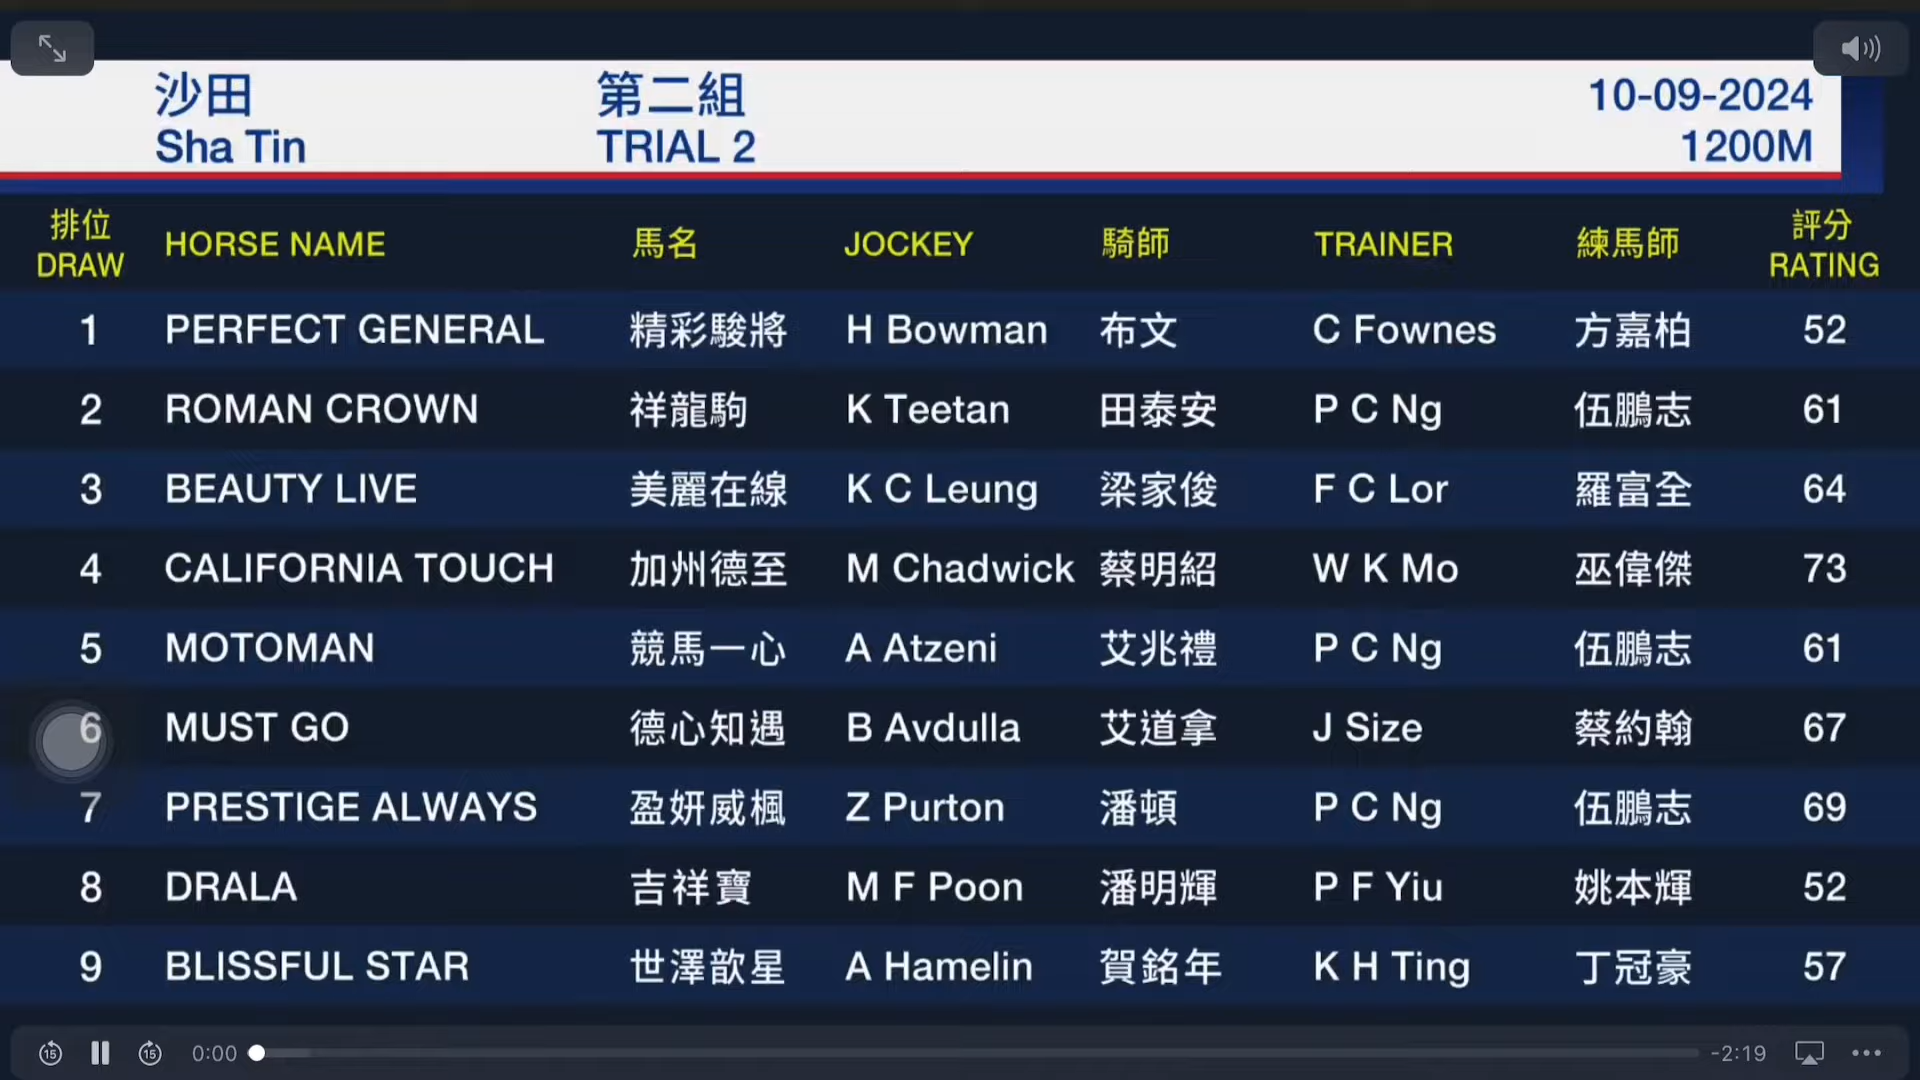 沙田 第二組 10-09-2024
Sha Tin TRIAL 2 1200M
排位 評分
DRAW HORSE NAME 馬名 JOCKEY 騎師 TRAINER 練馬師 RATING
1 PERFECT GENERAL 精彩駿將 H Bowman 布文 C Fownes 方嘉柏 52
2 ROMAN CROWN 祥龍駒 K Teetan 田泰安 P C Ng 伍鵬志 61
3 BEAUTY LIVE 美麗在線 K C Leung 梁家俊 F C Lor 羅富全 64
4 CALIFORNIA TOUCH 加州德至 M Chadwick 蔡明紹 W K Mo 巫偉傑 73
5 MOTOMAN 競馬一心 A Atzeni 艾兆禮 P C Ng 伍鵬志 61
6 MUST GO 德心知遇 B Avdulla 艾道拿 J Size 蔡約翰 67
7 PRESTIGE ALWAYS 盈妍威楓 Z Purton 潘頓 P C Ng 伍鵬志 69
8 DRALA 吉祥寶 M F Poon 潘明輝 P F Yiu 姚本輝 52
9 BLISSFUL STAR 世澤歆星 A Hamelin 賀銘年 K H Ting 丁冠豪 57
15 15 0:00 -2:19